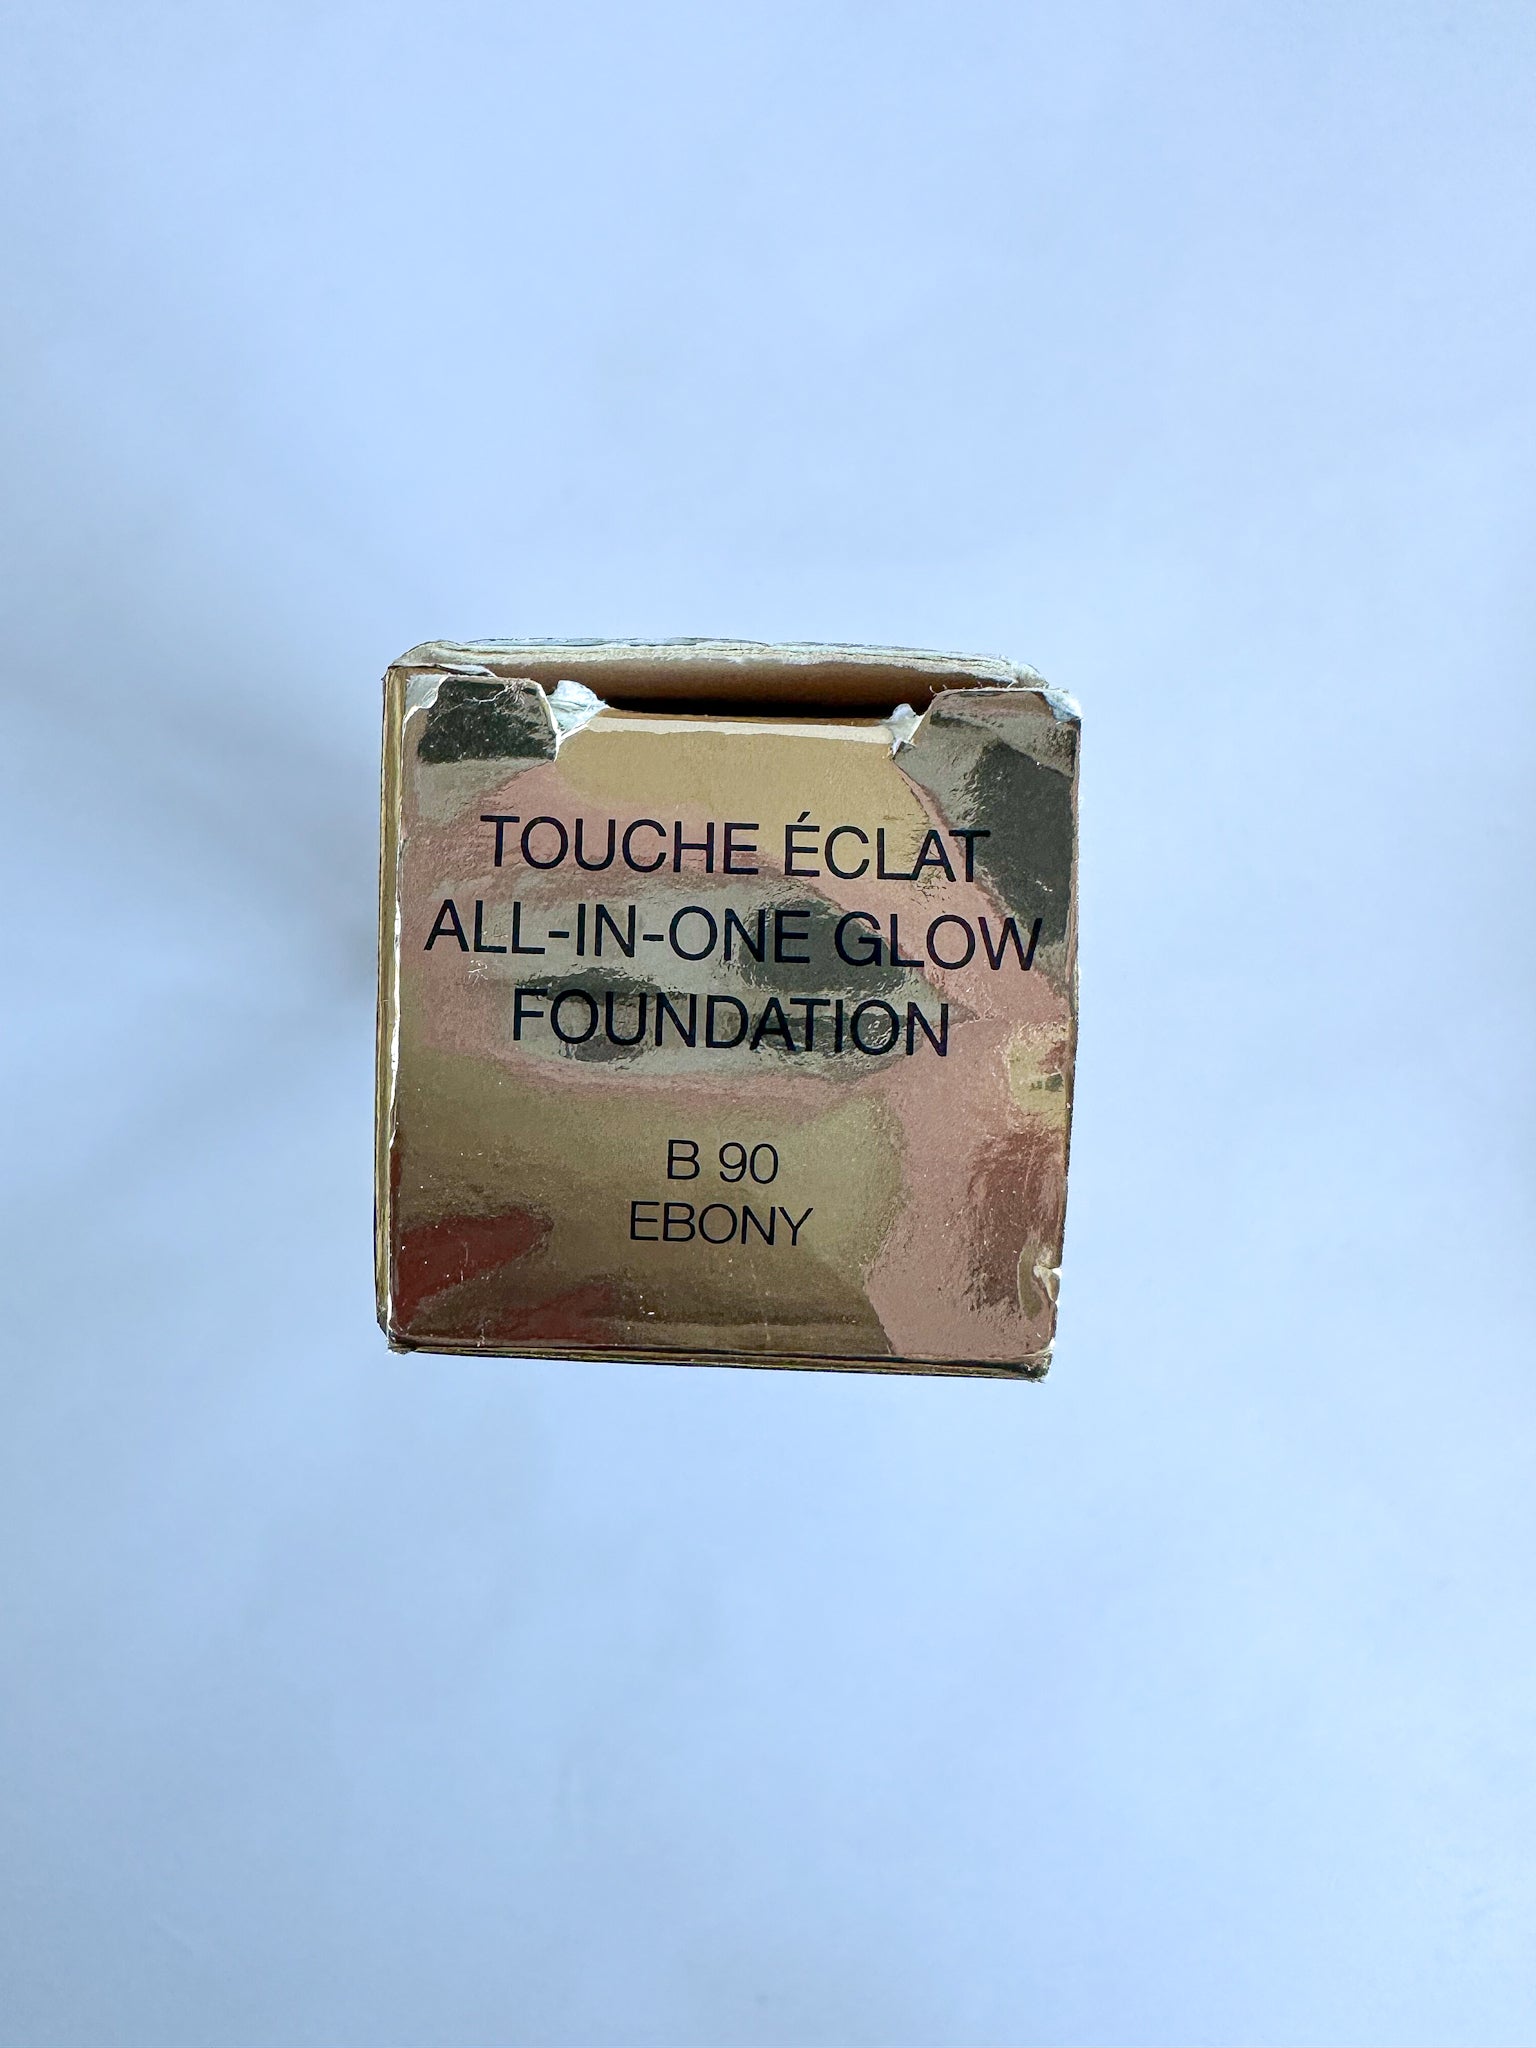 TOUCHE ÉCLAT
ALL-IN-ONE GLOW
FOUNDATION
B 90
EBONY